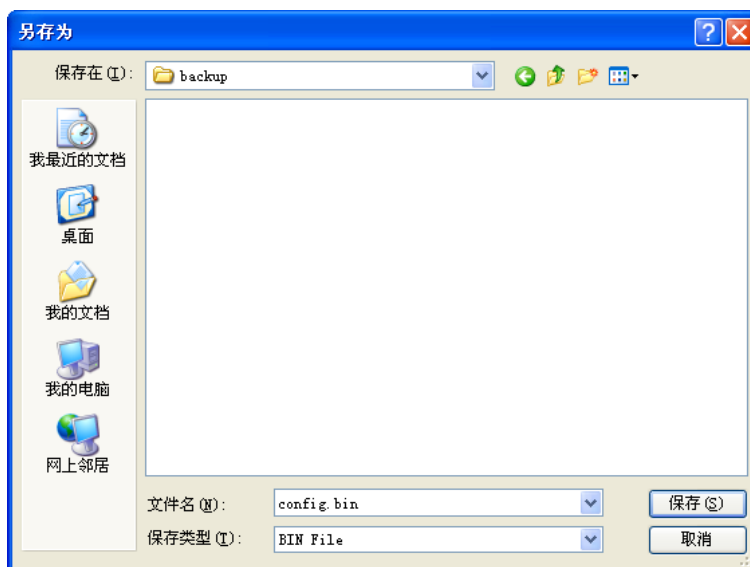 另存为
保存在(I):
backup
我最近的文档
桌面
我的文档
我的电脑
网上邻居
文件名(N):
config.bin
保存(S)
保存类型(T):
BIN File
取消